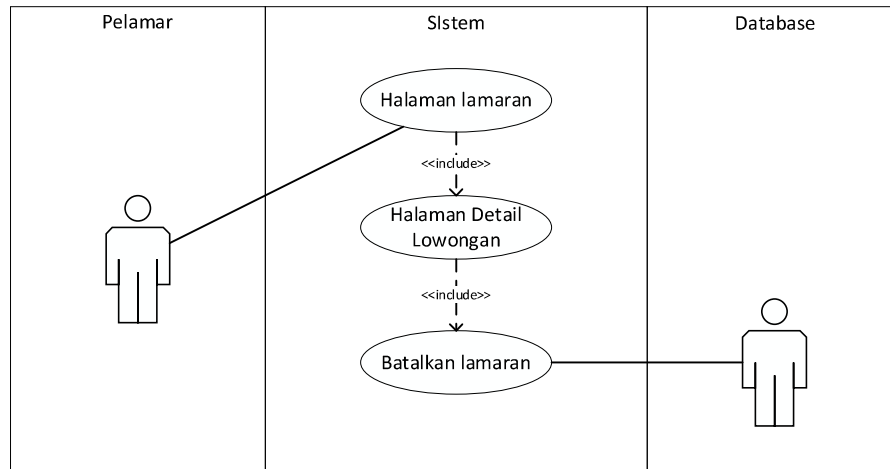 Pelamar
SIstem
Database
Halaman lamaran
<<include>>
Halaman Detail
Lowongan
<<include>>
Batalkan lamaran